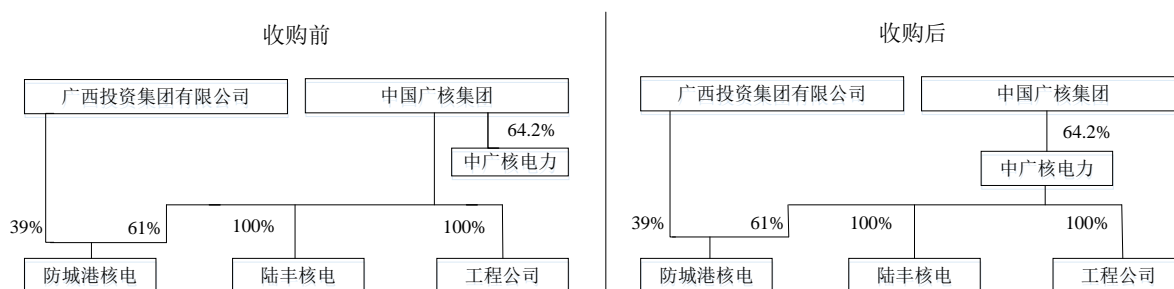 收购前
广西投资集团有限公司
中国广核集团
64.2%
中广核电力
39%
61%
100%
100%
防城港核电
陆丰核电
工程公司
收购后
广西投资集团有限公司
中国广核集团
64.2%
中广核电力
39%
61%
100%
100%
防城港核电
陆丰核电
工程公司